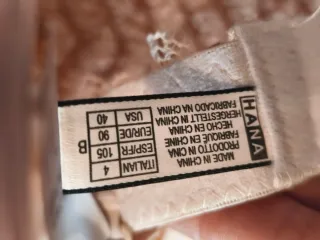 HANA
MADE IN CHINA
PRODOTTO IN CINA
FABRIQUE EN CHINE
HECHO EN CHINA
HERGESTELLT IN CHINA
FABRICADO NA CHINA
ITALIAN 4
ESP/FR 105 B
EUR/DE 90
USA 40